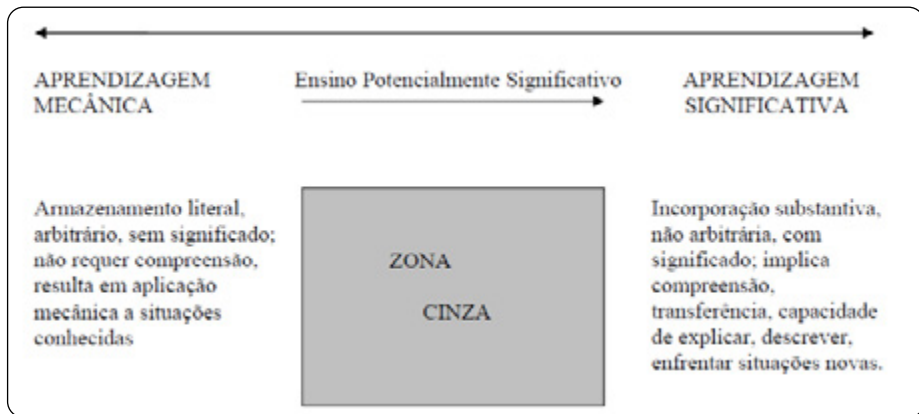 APRENDIZAGEM
MECÂNICA
Ensino Potencialmente Significativo
APRENDIZAGEM
SIGNIFICATIVA
Armazenamento literal,
arbitrário, sem significado;
não requer compreensão,
resulta em aplicação
mecânica a situações
conhecidas
ZONA
CINZA
Incorporação substantiva,
não arbitrária, com
significado; implica
compreensão,
transferência, capacidade
de explicar, descrever,
enfrentar situações novas.